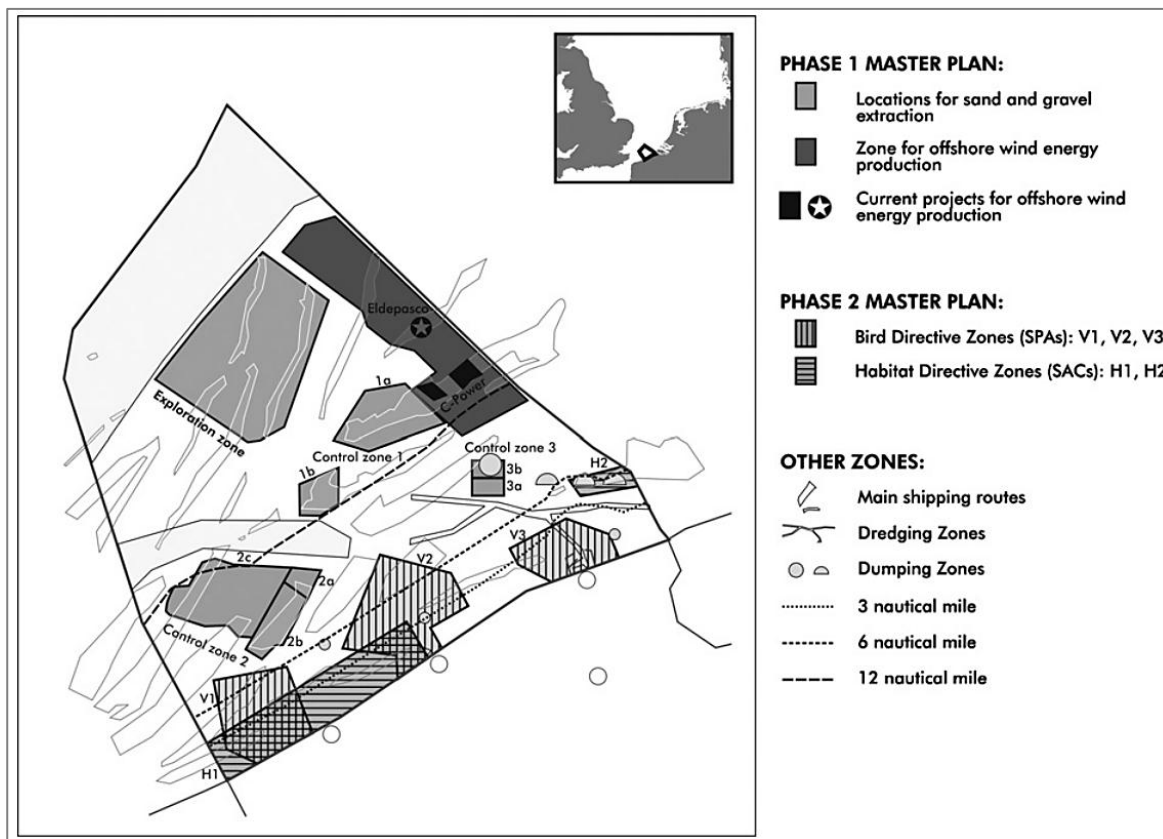 Eldepasco
C-Power
1a
Exploration zone
Control zone 1
Control zone 3
1b
3b
3a
H2
V3
V2
2c
2a
2b
Control zone 2
V1
H1
PHASE 1 MASTER PLAN:
Locations for sand and gravel
extraction
Zone for offshore wind energy
production
Current projects for offshore wind
energy production
PHASE 2 MASTER PLAN:
Bird Directive Zones (SPAs): V1, V2, V3
Habitat Directive Zones (SACs): H1, H2
OTHER ZONES:
Main shipping routes
Dredging Zones
Dumping Zones
3 nautical mile
6 nautical mile
12 nautical mile